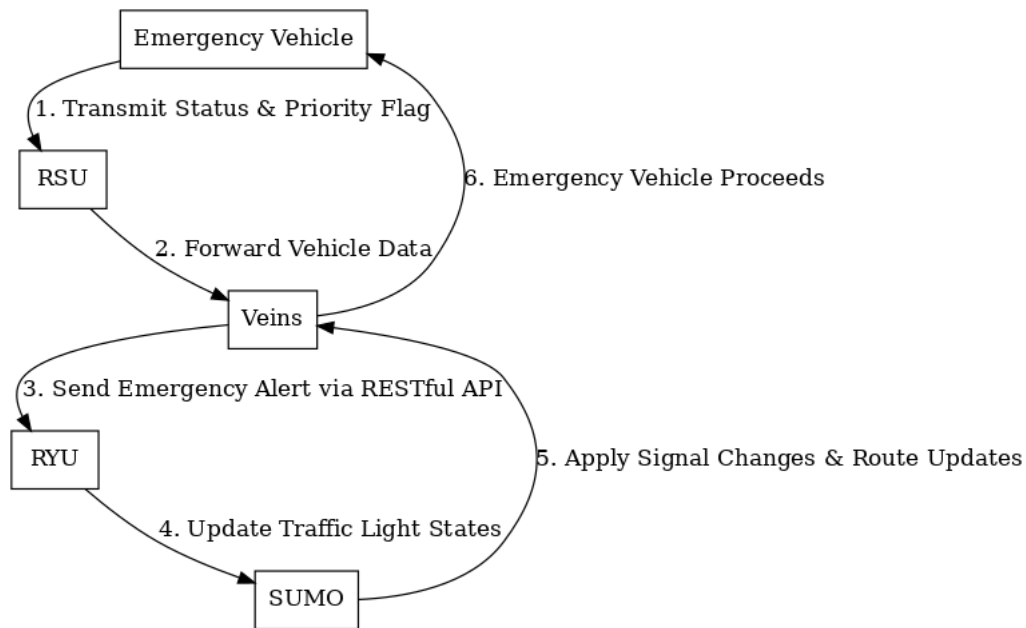 Emergency Vehicle
1. Transmit Status & Priority Flag
RSU
6. Emergency Vehicle Proceeds
2. Forward Vehicle Data
Veins
3. Send Emergency Alert via RESTful API
RYU
5. Apply Signal Changes & Route Updates
4. Update Traffic Light States
SUMO